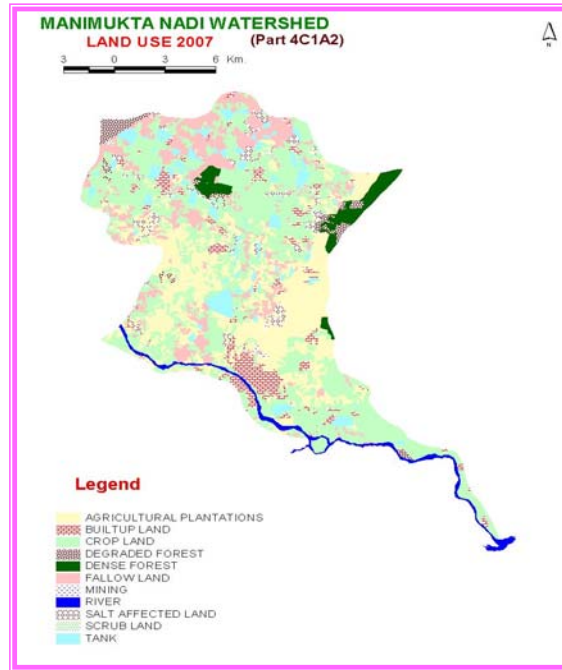 MANIMUKTA NADI WATERSHED
LAND USE 2007 (Part 4C1A2)
N
3 0 3 6 Km
Legend
AGRICULTURAL PLANTATIONS
BUILTUP LAND
CROP LAND
DEGRADED FOREST
DENSE FOREST
FALLOW LAND
MINING
RIVER
SALT AFFECTED LAND
SCRUB LAND
TANK